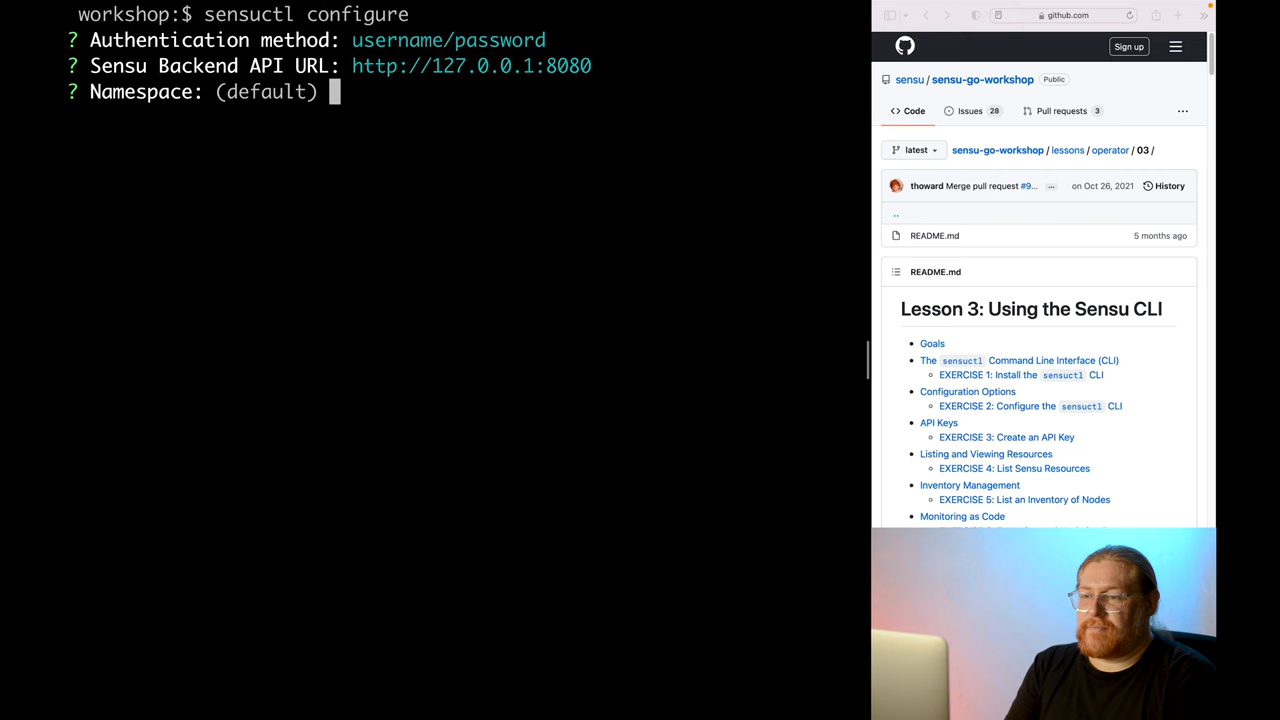 workshop:$ sensuctl configure
? Authentication method: username/password
? Sensu Backend API URL: http://127.0.0.1:8080
? Namespace: (default)
github.com
Sign up
sensu / sensu-go-workshop Public
Code Issues 28 Pull requests 3 ...
latest sensu-go-workshop / lessons / operator / 03 /
thoward Merge pull request #9... ... on Oct 26, 2021 History
..
README.md 5 months ago
README.md
Lesson 3: Using the Sensu CLI
Goals
The sensuctl Command Line Interface (CLI)
EXERCISE 1: Install the sensuctl CLI
Configuration Options
EXERCISE 2: Configure the sensuctl CLI
API Keys
EXERCISE 3: Create an API Key
Listing and Viewing Resources
EXERCISE 4: List Sensu Resources
Inventory Management
EXERCISE 5: List an Inventory of Nodes
Monitoring as Code